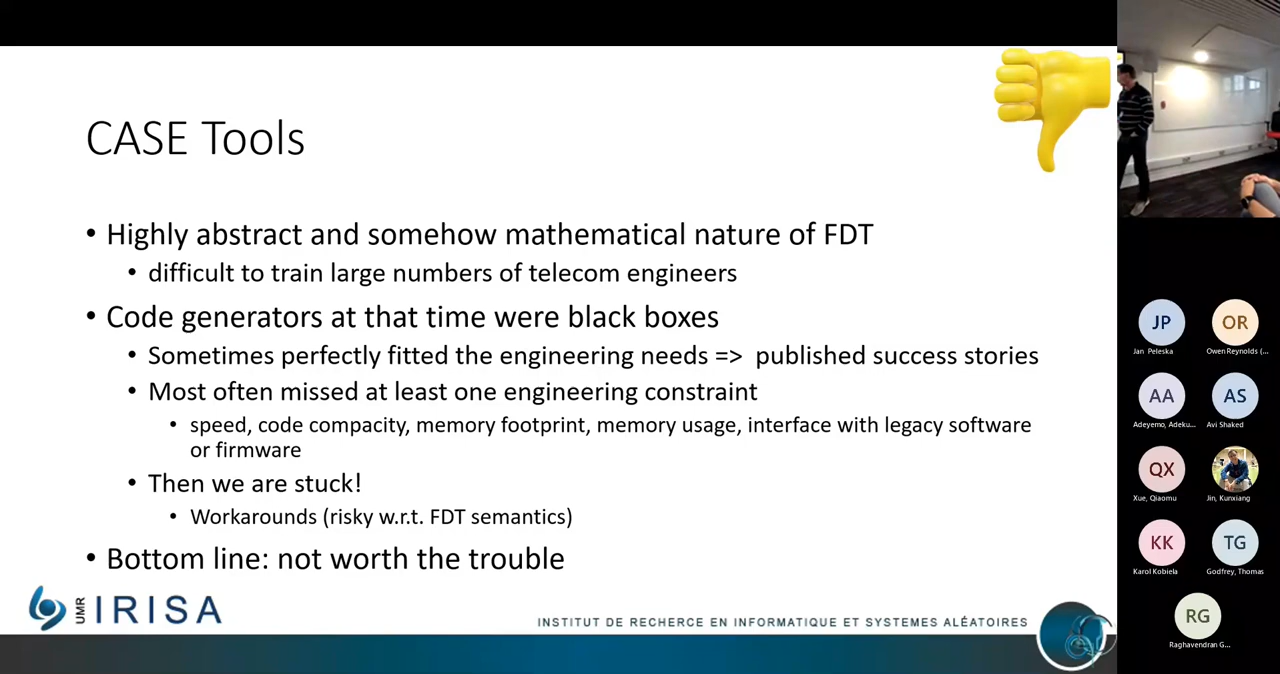 CASE Tools
• Highly abstract and somehow mathematical nature of FDT
• difficult to train large numbers of telecom engineers
• Code generators at that time were black boxes
• Sometimes perfectly fitted the engineering needs => published success stories
• Most often missed at least one engineering constraint
• speed, code compacity, memory footprint, memory usage, interface with legacy software
or firmware
• Then we are stuck!
• Workarounds (risky w.r.t. FDT semantics)
• Bottom line: not worth the trouble
UMR IRISA
INSTITUT DE RECHERCE EN INFORMATIQUE ET SYSTEMES ALÉATOIRES
JP
OR
Jan Peleska
Owen Reynolds (...
AA
AS
Adeyemo, Adeku...
Avi Shaked
QX
Xue, Qiaomu
Jin, Kunxiang
KK
TG
Karol Kobiela
Godfrey, Thomas
RG
Raghavendran G...